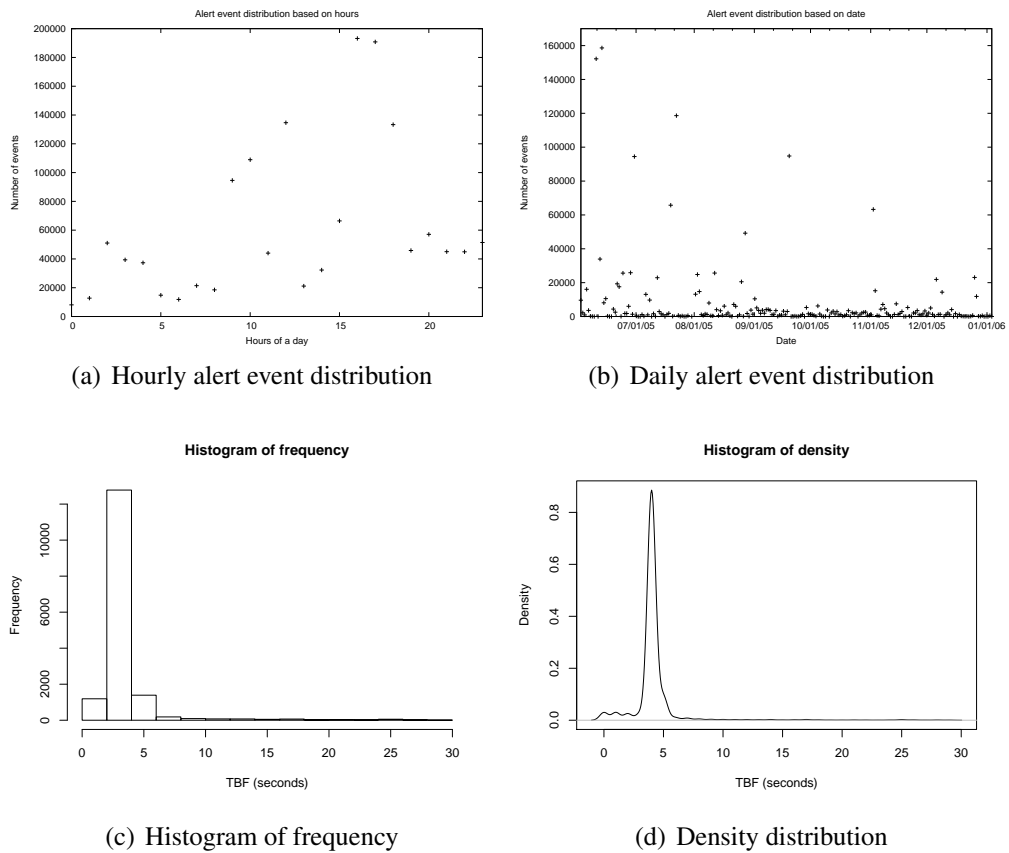 Alert event distribution based on hours
200000
180000
160000
140000
120000
100000
80000
60000
40000
20000
0
Number of events
0 5 10 15 20
Hours of a day
(a) Hourly alert event distribution
Alert event distribution based on date
160000
140000
120000
100000
80000
60000
40000
20000
0
Number of events
07/01/05 08/01/05 09/01/05 10/01/05 11/01/05 12/01/05 01/01/06
Date
(b) Daily alert event distribution
Histogram of frequency
Frequency
0 2000 6000 10000
0 5 10 15 20 25 30
TBF (seconds)
(c) Histogram of frequency
Histogram of density
Density
0.0 0.2 0.4 0.6 0.8
0 5 10 15 20 25 30
TBF (seconds)
(d) Density distribution